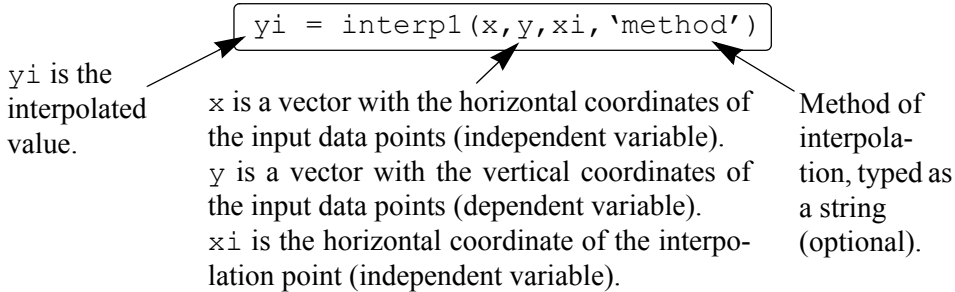 yi = interp1(x,y,xi,‘method’)
yi is the
interpolated
value.
x is a vector with the horizontal coordinates of
the input data points (independent variable).
y is a vector with the vertical coordinates of
the input data points (dependent variable).
xi is the horizontal coordinate of the interpo-
lation point (independent variable).
Method of
interpola-
tion, typed as
a string
(optional).